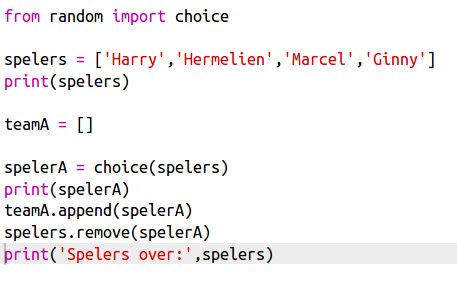 from random import choice
spelers = ['Harry','Hermelien','Marcel','Ginny']
print(spelers)
teamA = []
spelerA = choice(spelers)
print(spelerA)
teamA.append(spelerA)
spelers.remove(spelerA)
print('Spelers over:',spelers)